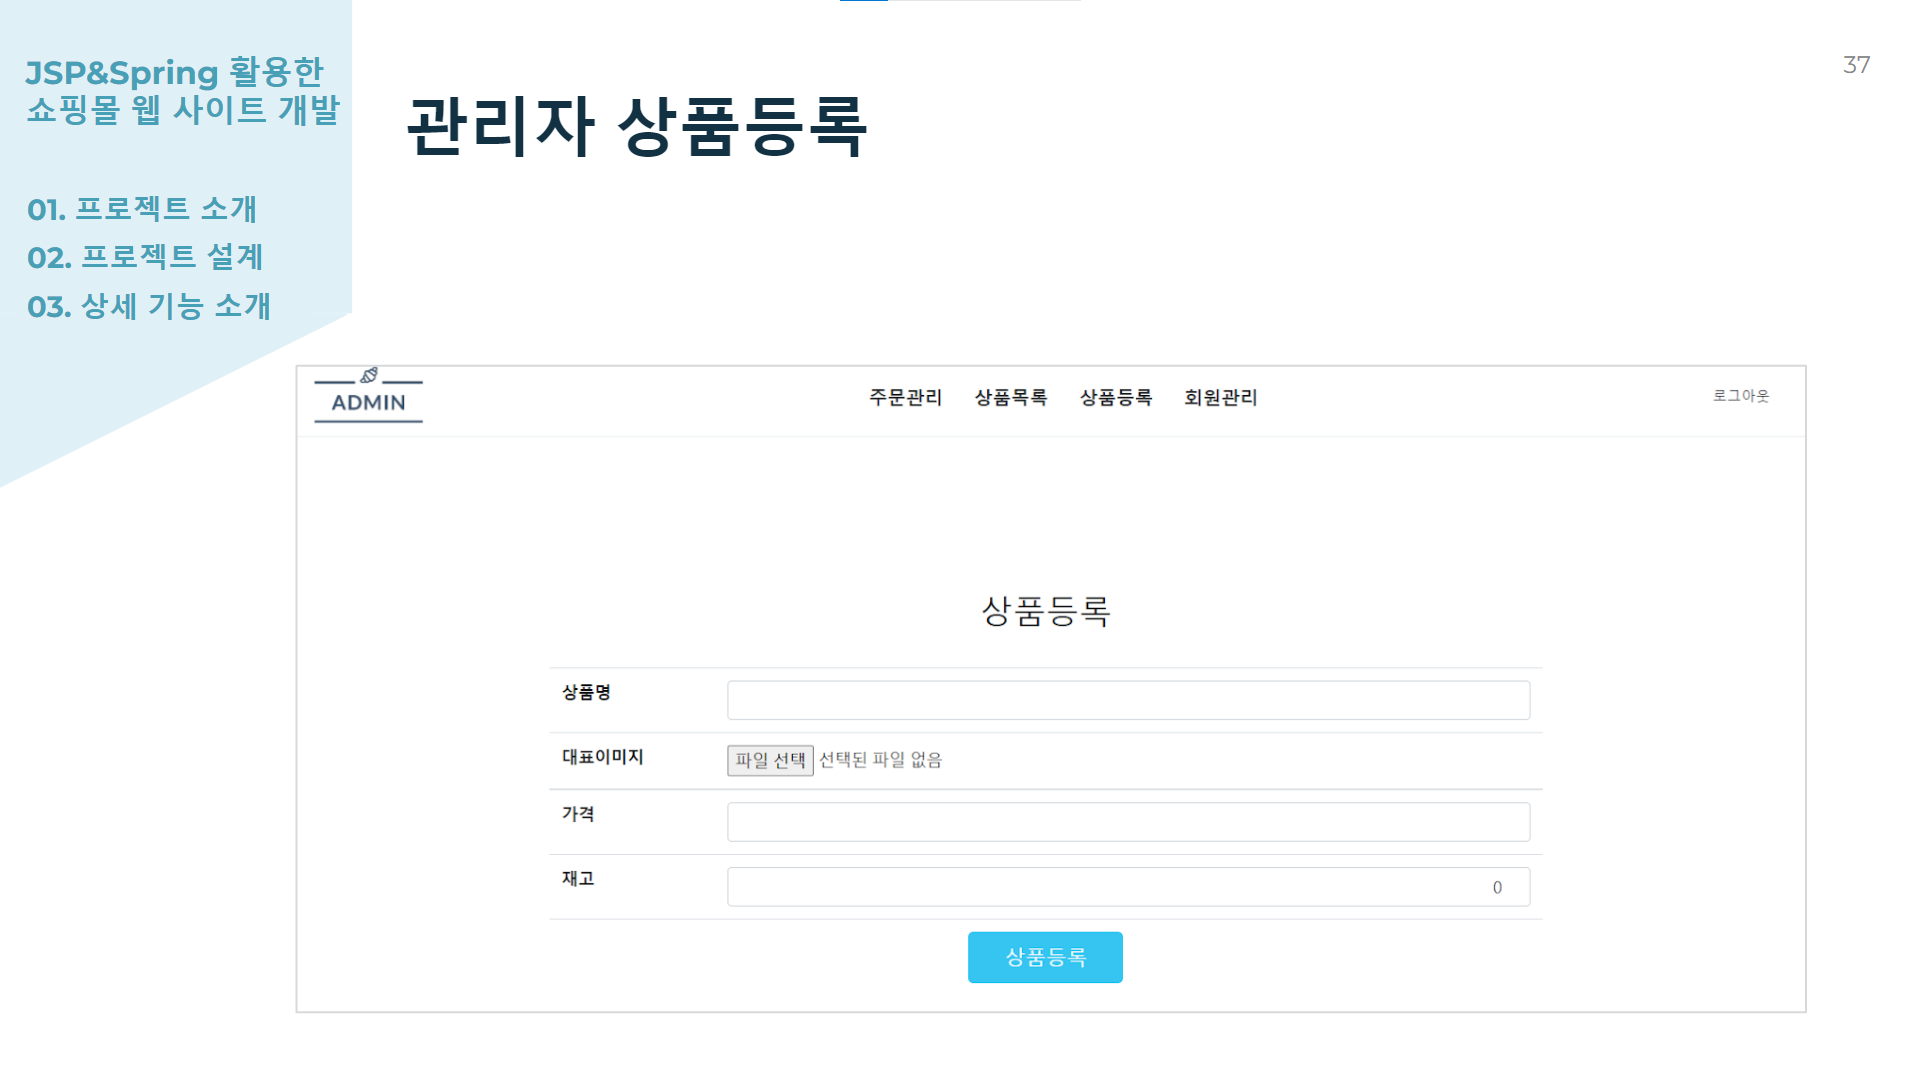 JSP&Spring 활용한
쇼핑몰 웹 사이트 개발
01. 프로젝트 소개
02. 프로젝트 설계
03. 상세 기능 소개
37
관리자 상품등록
ADMIN
주문관리 상품목록 상품등록 회원관리
로그아웃
상품등록
상품명
대표이미지 파일 선택 선택된 파일 없음
가격
재고 0
상품등록